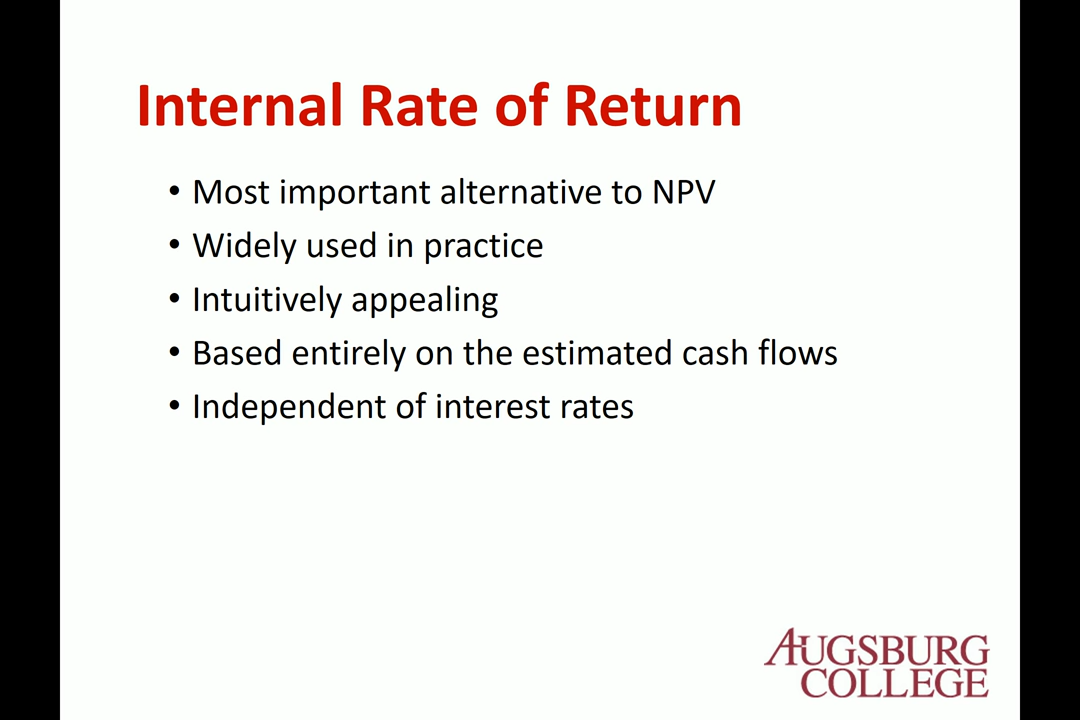 Internal Rate of Return
• Most important alternative to NPV
• Widely used in practice
• Intuitively appealing
• Based entirely on the estimated cash flows
• Independent of interest rates
AUGSBURG
COLLEGE